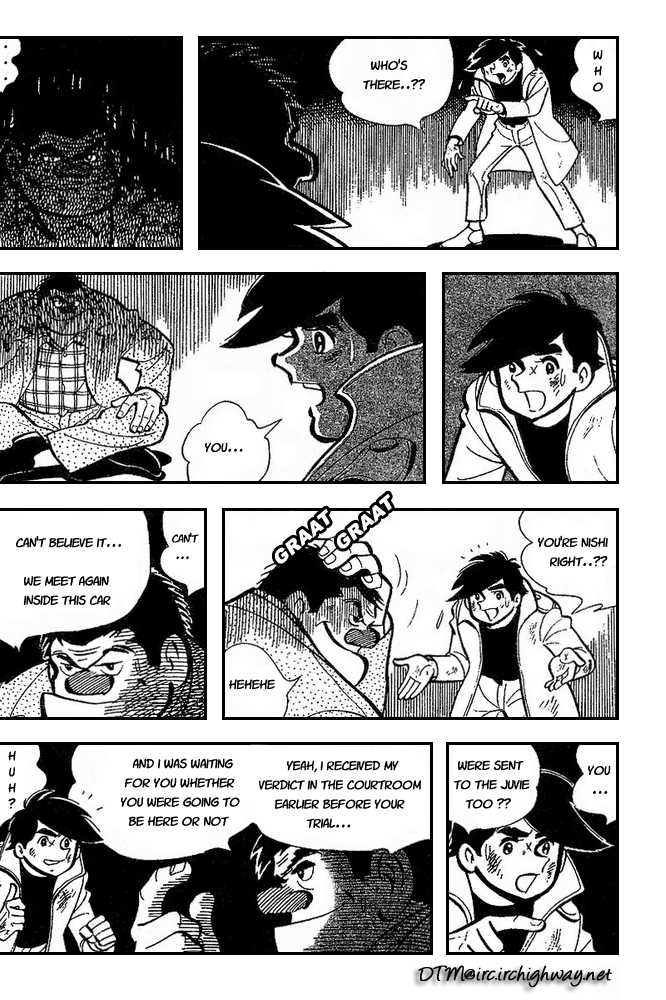 WHO
WHO'S
THERE..??
:
YOU...
YOU'RE NISHI
RIGHT..??
GRAAT
GRAAT
HEHEHE
CAN'T
...
CAN'T BELIEVE IT...
WE MEET AGAIN
INSIDE THIS CAR
YOU
...
WERE SENT
TO THE JUVIE
TOO ??
YEAH, I RECEIVED MY
VERDICT IN THE COURTROOM
EARLIER BEFORE YOUR
TRIAL...
AND I WAS WAITING
FOR YOU WHETHER
YOU WERE GOING TO
BE HERE OR NOT
HUH?
DTM@irc.irchighway.net